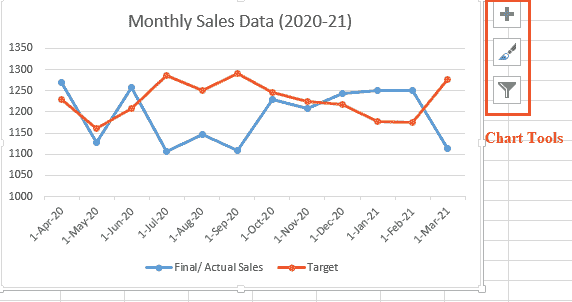 Monthly Sales Data (2020-21)
1350
1300
1250
1200
1150
1100
1050
1000
1-Apr-20
1-May-20
1-Jun-20
1-Jul-20
1-Aug-20
1-Sep-20
1-Oct-20
1-Nov-20
1-Dec-20
1-Jan-21
1-Feb-21
1-Mar-21
Final/ Actual Sales
Target
Chart Tools